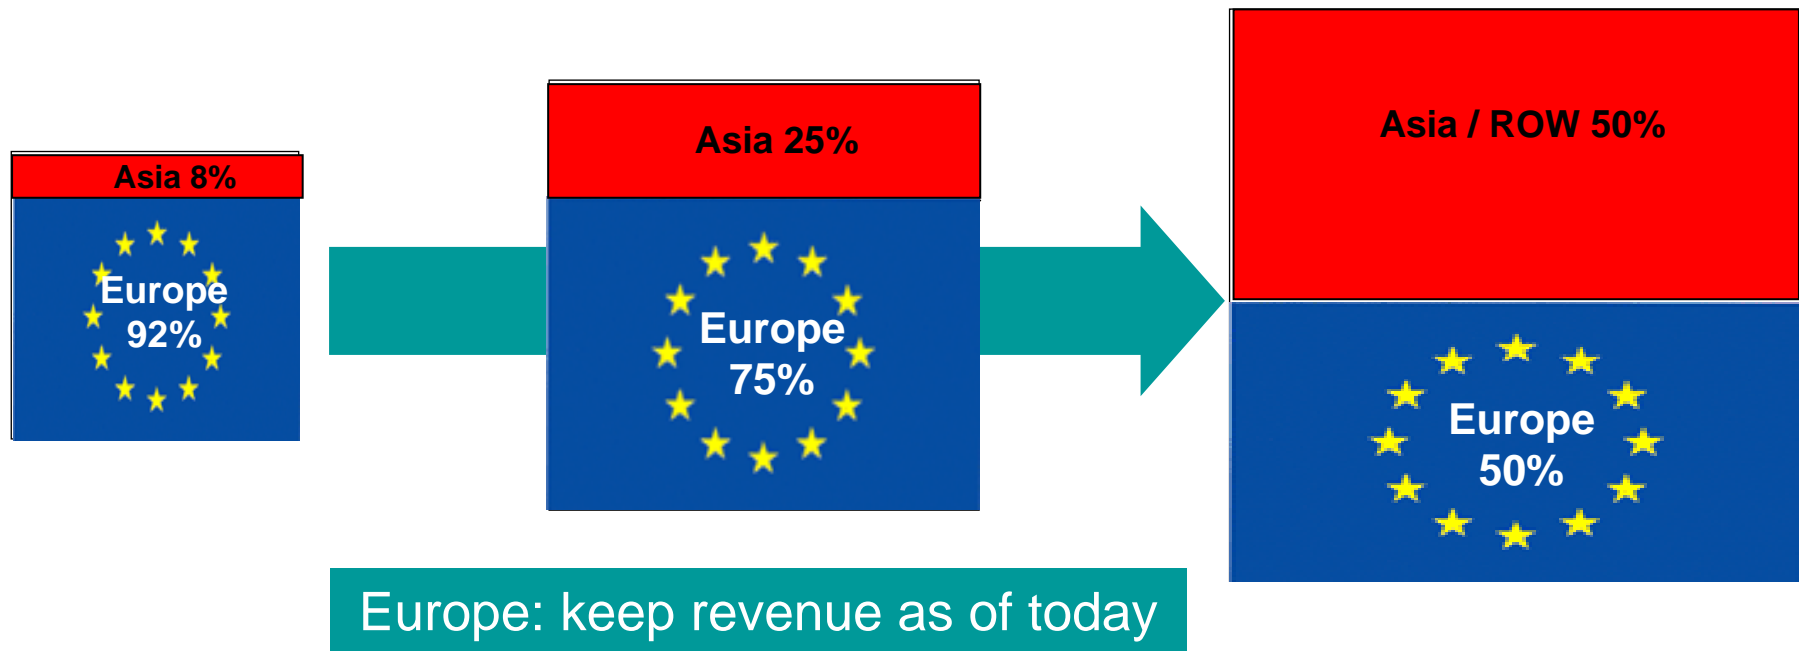 Asia 8%
Europe
92%
Asia 25%
Europe
75%
Asia / ROW 50%
Europe
50%
Europe: keep revenue as of today